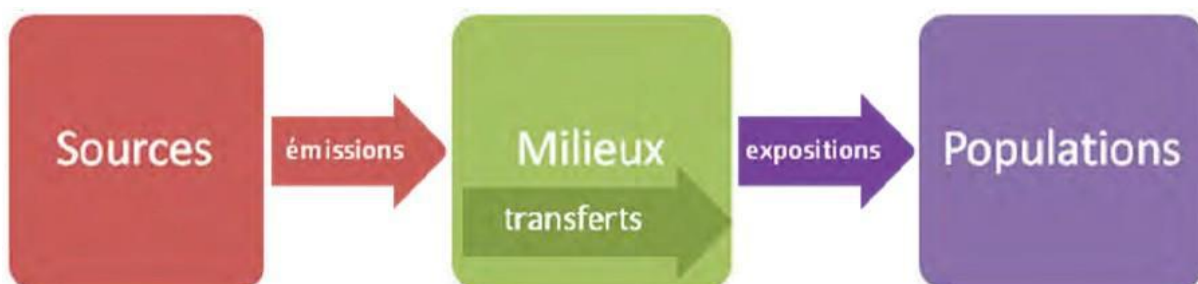 Sources
émissions
Milieux
transferts
expositions
Populations